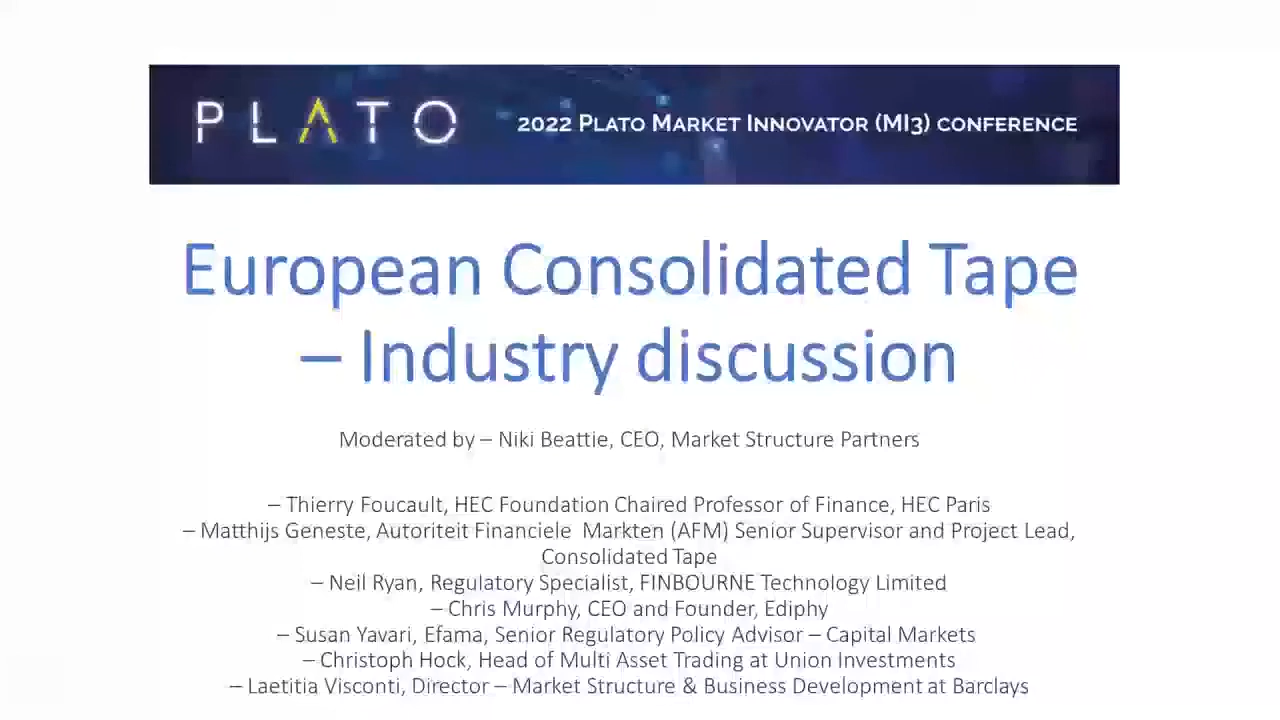 PLATO 2022 PLATO MARKET INNOVATOR (MI3) CONFERENCE
European Consolidated Tape
– Industry discussion
Moderated by – Niki Beattie, CEO, Market Structure Partners
– Thierry Foucault, HEC Foundation Chaired Professor of Finance, HEC Paris
– Matthijs Geneste, Autoriteit Financiele Markten (AFM) Senior Supervisor and Project Lead,
Consolidated Tape
– Neil Ryan, Regulatory Specialist, FINBOURNE Technology Limited
– Chris Murphy, CEO and Founder, Ediphy
– Susan Yavari, Efama, Senior Regulatory Policy Advisor – Capital Markets
– Christoph Hock, Head of Multi Asset Trading at Union Investments
– Laetitia Visconti, Director – Market Structure & Business Development at Barclays